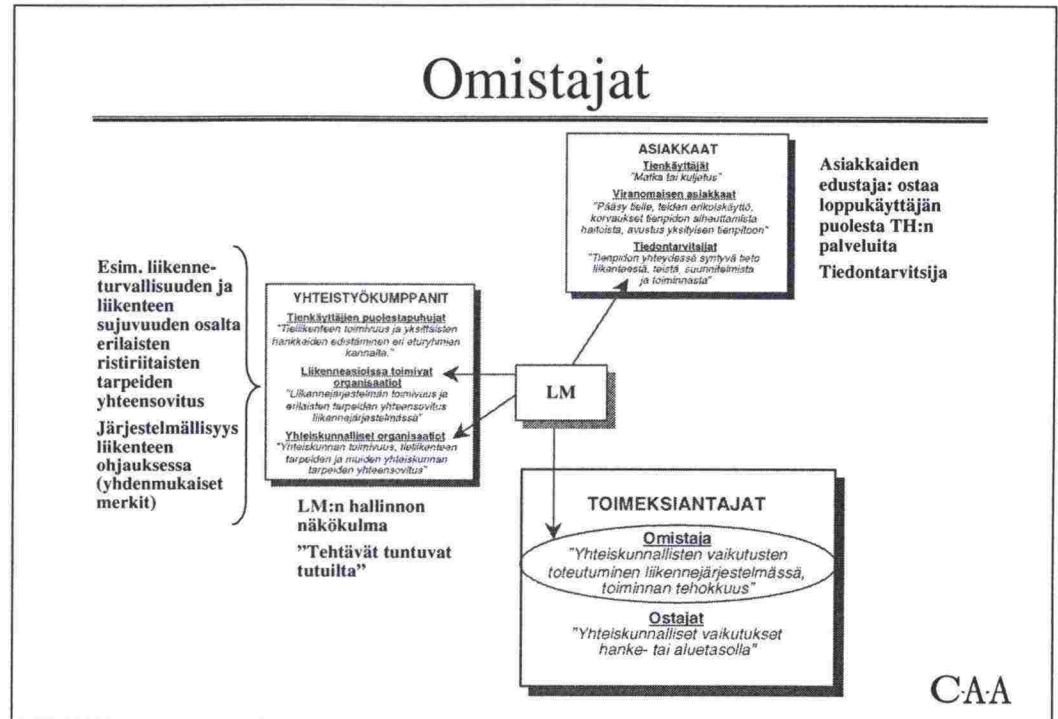 Omistajat
ASIAKKAAT
Tienkäyttäjät
"Matka tai kuljetus"
Viranomaisen asiakkaat
"Pääsy tielle, teiden erikoiskäyttö,
korvaukset tienpidon aiheuttamista
haitoista, avustus yksityisen tienpitoon"
Tiedontarvitsijat
"Tienpidon yhteydessä syntyvä tieto
liikenteestä, teistä, suunnitelmista
ja toiminnasta"
Asiakkaiden
edustaja: ostaa
loppukäyttäjän
puolesta TH:n
palveluita
Tiedontarvitsija
Esim. liikenne-
turvallisuuden ja
liikenteen
sujuvuuden osalta
erilaisten
ristiriitaisten
tarpeiden
yhteensovitus
Järjestelmällisyys
liikenteen
ohjauksessa
(yhdenmukaiset
merkit)
YHTEISTYÖKUMPPANIT
Tienkäyttäjien puolestapuhujat
"Tieliikenteen toimivuus ja yksittäisten
hankkeiden edistäminen eri eturyhmien
kannalta."
Liikenneasioissa toimivat
organisaatiot
"Liikennejärjestelmän toimivuus ja
erilaisten tarpeiden yhteensovitus
liikennejärjestelmässä"
Yhteiskunnalliset organisaatiot
"Yhteiskunnan toimivuus, tieliikenteen
tarpeiden ja muiden yhteiskunnan
tarpeiden yhteensovitus"
LM
LM:n hallinnon
näkökulma
”Tehtävät tuntuvat
tutuilta”
TOIMEKSIANTAJAT
Omistaja
"Yhteiskunnallisten vaikutusten
toteutuminen liikennejärjestelmässä,
toiminnan tehokkuus"
Ostajat
"Yhteiskunnalliset vaikutukset
hanke- tai aluetasolla"
C·A·A